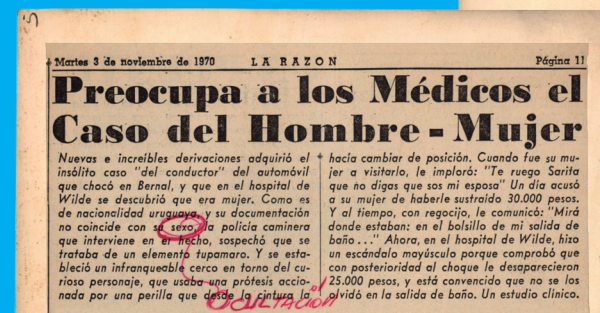 Martes 3 de noviembre de 1970 LA RAZON Página 11
Preocupa a los Médicos el
Caso del Hombre - Mujer
Nuevas e increíbles derivaciones adquirió el
insólito caso "del conductor" del automóvil
que chocó en Bernal, y que en el hospital de
Wilde se descubrió que era mujer. Como es
de nacionalidad uruguaya, y su documentación
no coincide con su sexo, la policía caminera
que interviene en el hecho, sospechó que se
trataba de un elemento tupamaro. Y se esta-
bleció un infranqueable cerco en torno del cu-
rioso personaje, que usaba una prótesis accio-
nada por una perilla que desde la cintura la
hacía cambiar de posición. Cuando fue su mu-
jer a visitarlo, le imploró: "Te ruego Sarita
que no digas que sos mi esposa" Un día acusó
a su mujer de haberle sustraido 30.000 pesos.
Y al tiempo, con regocijo, le comunicó: "Mirá
donde estaban: en el bolsillo de mi salida de
baño..." Ahora, en el hospital de Wilde, hizo
un escándalo mayúsculo porque comprobó que
con posterioridad al choque le desaparecieron
25.000 pesos, y está convencido que no se los
olvidó en la salida de baño. Un estudio clínico.
OCULTACIÓN